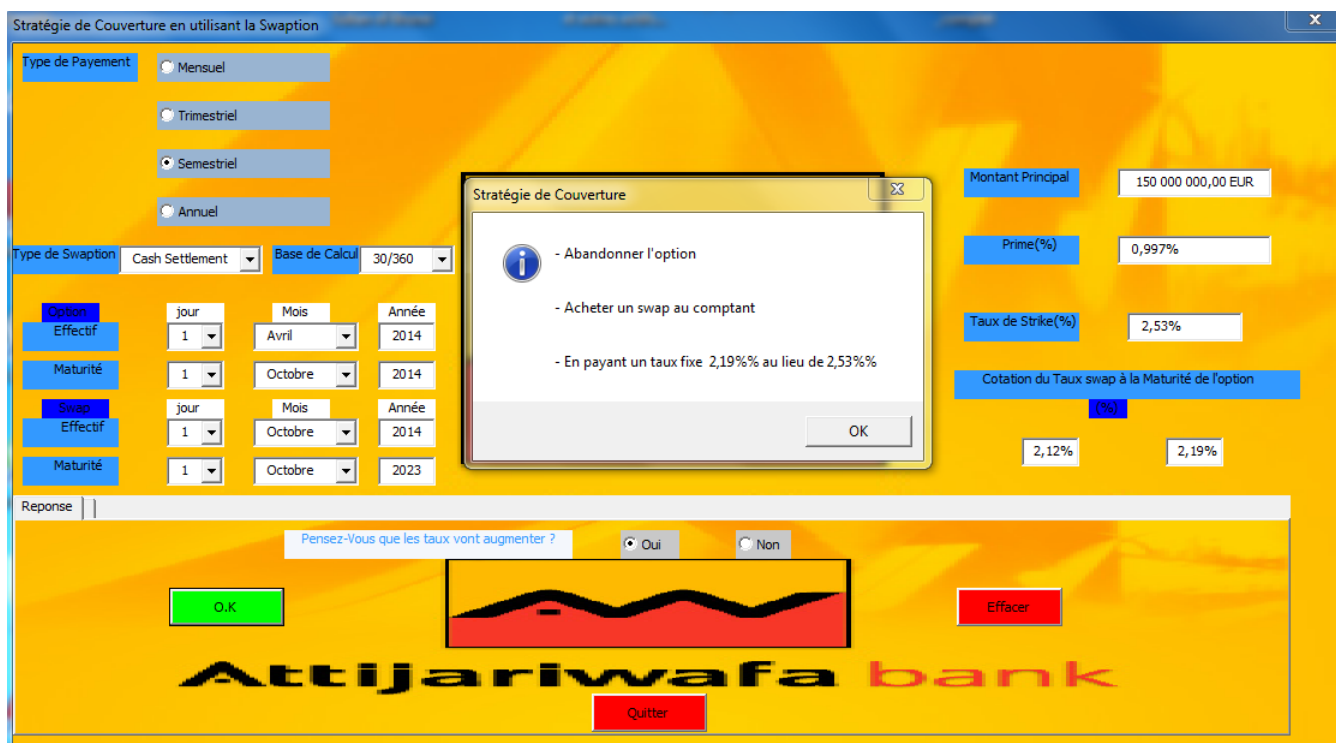 Stratégie de Couverture en utilisant la Swaption
x
Type de Payement
Mensuel
Trimestriel
Semestriel
Annuel
Type de Swaption Cash Settlement Base de Calcul 30/360
Option jour Mois Année
Effectif 1 Avril 2014
Maturité 1 Octobre 2014
Swap jour Mois Année
Effectif 1 Octobre 2014
Maturité 1 Octobre 2023
Stratégie de Couverture
- Abandonner l'option
- Acheter un swap au comptant
- En payant un taux fixe 2,19%% au lieu de 2,53%%
OK
Montant Principal 150 000 000,00 EUR
Prime(%) 0,997%
Taux de Strike(%) 2,53%
Cotation du Taux swap à la Maturité de l'option
(%)
2,12% 2,19%
Reponse
Pensez-Vous que les taux vont augmenter ? Oui Non
O.K
Effacer
Attijariwafa bank
Quitter